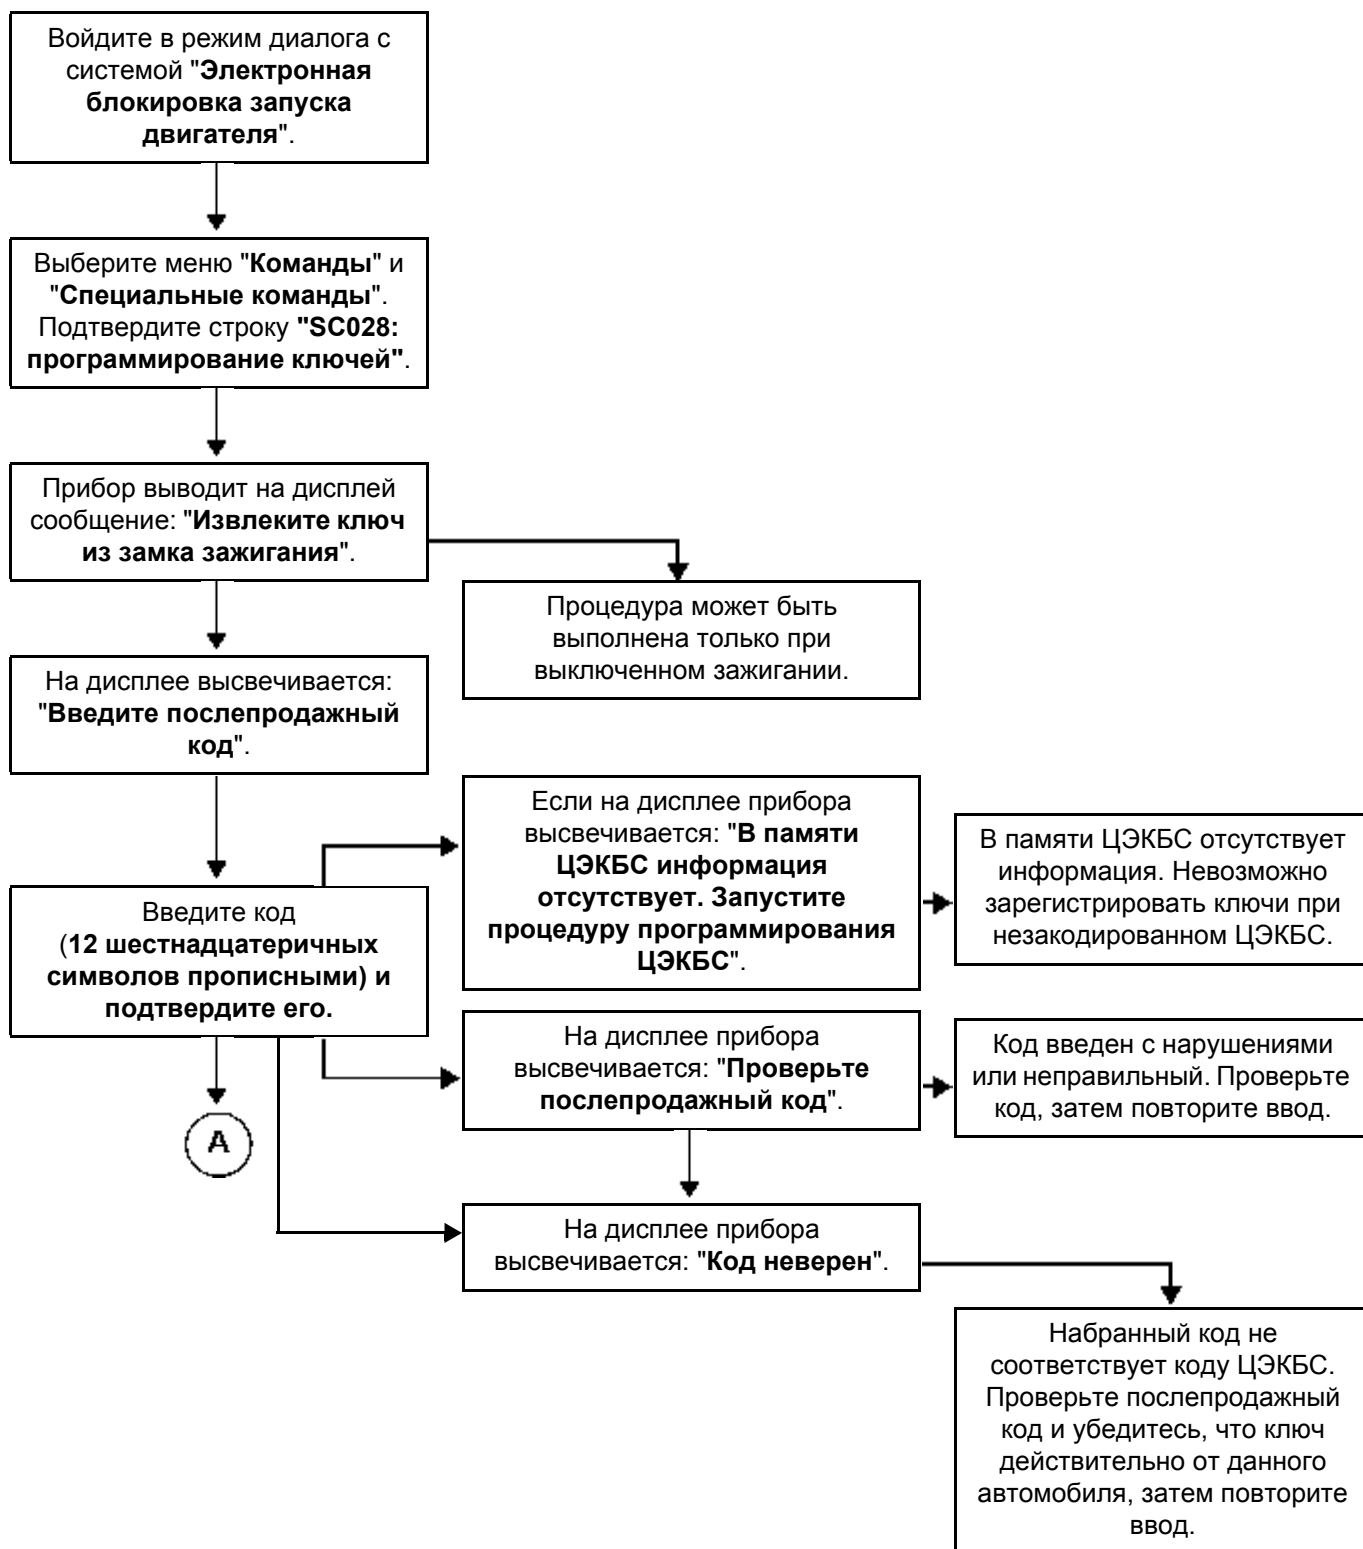 Войдите в режим диалога с
системой "Электронная
блокировка запуска
двигателя".
Выберите меню "Команды" и
"Специальные команды".
Подтвердите строку "SC028:
программирование ключей".
Прибор выводит на дисплей
сообщение: "Извлеките ключ
из замка зажигания".
Процедура может быть
выполнена только при
выключенном зажигании.
На дисплее высвечивается:
"Введите послепродажный
код".
Если на дисплее прибора
высвечивается: "В памяти
ЦЭКБС информация
отсутствует. Запустите
процедуру программирования
ЦЭКБС".
В памяти ЦЭКБС отсутствует
информация. Невозможно
зарегистрировать ключи при
незакодированном ЦЭКБС.
Введите код
(12 шестнадцатеричных
символов прописными) и
подтвердите его.
На дисплее прибора
высвечивается: "Проверьте
послепродажный код".
Код введен с нарушениями
или неправильный. Проверьте
код, затем повторите ввод.
A
На дисплее прибора
высвечивается: "Код неверен".
Набранный код не
соответствует коду ЦЭКБС.
Проверьте послепродажный
код и убедитесь, что ключ
действительно от данного
автомобиля, затем повторите
ввод.